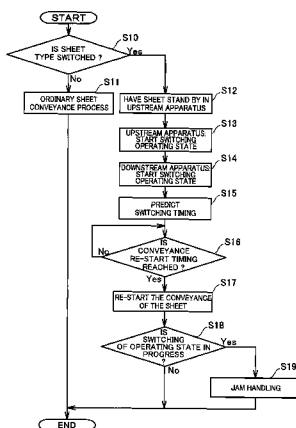 START
S10
IS SHEET
TYPE SWITCHED ?
Yes
No
S11
ORDINARY SHEET
CONVEYANCE PROCESS
S12
HAVE SHEET STAND BY IN
UPSTREAM APPARATUS
S13
UPSTREAM APPARATUS:
START SWITCHING
OPERATING STATE
S14
DOWNSTREAM APPARATUS:
START SWITCHING
OPERATING STATE
S15
PREDICT
SWITCHING TIMING
S16
IS
CONVEYANCE
RE-START TIMING
REACHED ?
No
Yes
S17
RE-START THE CONVEYANCE
OF THE SHEET
S18
IS
SWITCHING
OF OPERATING STATE IN
PROGRESS
?
Yes
No
S19
JAM HANDLING
END